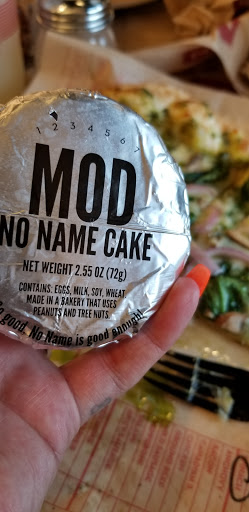 1 2 3 4 5 6 7
MOD
NO NAME CAKE
NET WEIGHT 2.55 OZ (72g)
CONTAINS: EGGS, MILK, SOY, WHEAT
MADE IN A BAKERY THAT USES
PEANUTS AND TREE NUTS
So good, No Name is good enough!